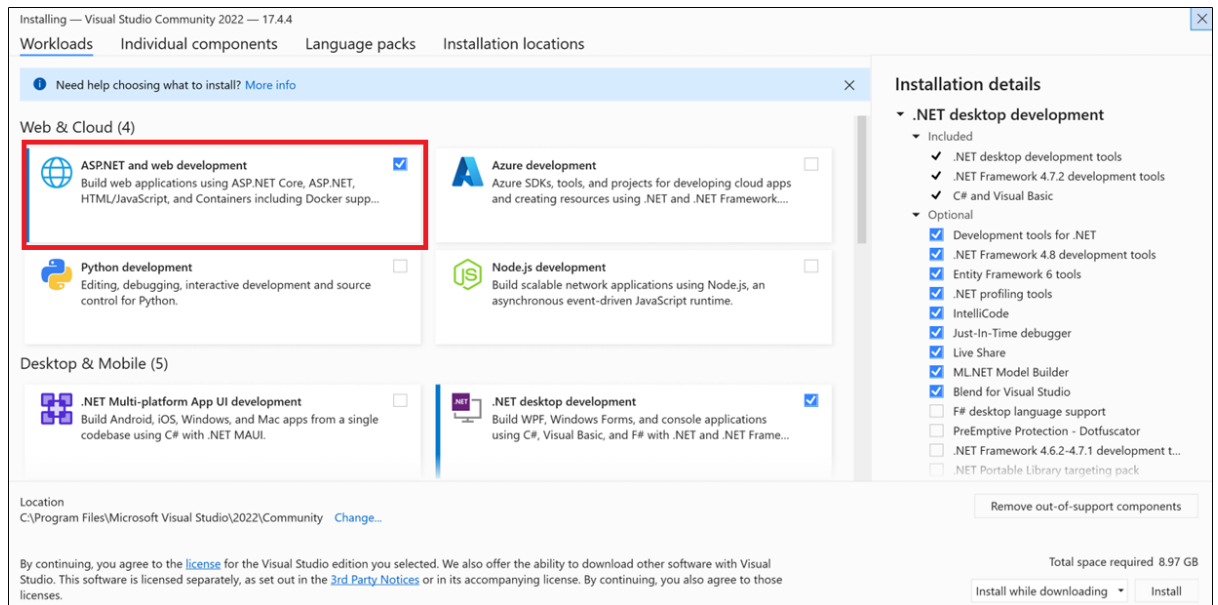 Installing — Visual Studio Community 2022 — 17.4.4
Workloads Individual components Language packs Installation locations
Need help choosing what to install? More info
Web & Cloud (4)
ASP.NET and web development
Build web applications using ASP.NET Core, ASP.NET,
HTML/JavaScript, and Containers including Docker supp...
Azure development
Azure SDKs, tools, and projects for developing cloud apps
and creating resources using .NET and .NET Framework....
Python development
Editing, debugging, interactive development and source
control for Python.
JS
Node.js development
Build scalable network applications using Node.js, an
asynchronous event-driven JavaScript runtime.
Desktop & Mobile (5)
.NET Multi-platform App UI development
Build Android, iOS, Windows, and Mac apps from a single
codebase using C# with .NET MAUI.
.NET
.NET desktop development
Build WPF, Windows Forms, and console applications
using C#, Visual Basic, and F# with .NET and .NET Frame...
Installation details
.NET desktop development
Included
.NET desktop development tools
.NET Framework 4.7.2 development tools
C# and Visual Basic
Optional
Development tools for .NET
.NET Framework 4.8 development tools
Entity Framework 6 tools
.NET profiling tools
IntelliCode
Just-In-Time debugger
Live Share
ML.NET Model Builder
Blend for Visual Studio
F# desktop language support
PreEmptive Protection - Dotfuscator
.NET Framework 4.6.2-4.7.1 development t...
.NET Portable Library targeting pack
Location
C:\Program Files\Microsoft Visual Studio\2022\Community Change...
Remove out-of-support components
By continuing, you agree to the license for the Visual Studio edition you selected. We also offer the ability to download other software with Visual
Studio. This software is licensed separately, as set out in the 3rd Party Notices or in its accompanying license. By continuing, you also agree to those
licenses.
Total space required 8.97 GB
Install while downloading Install